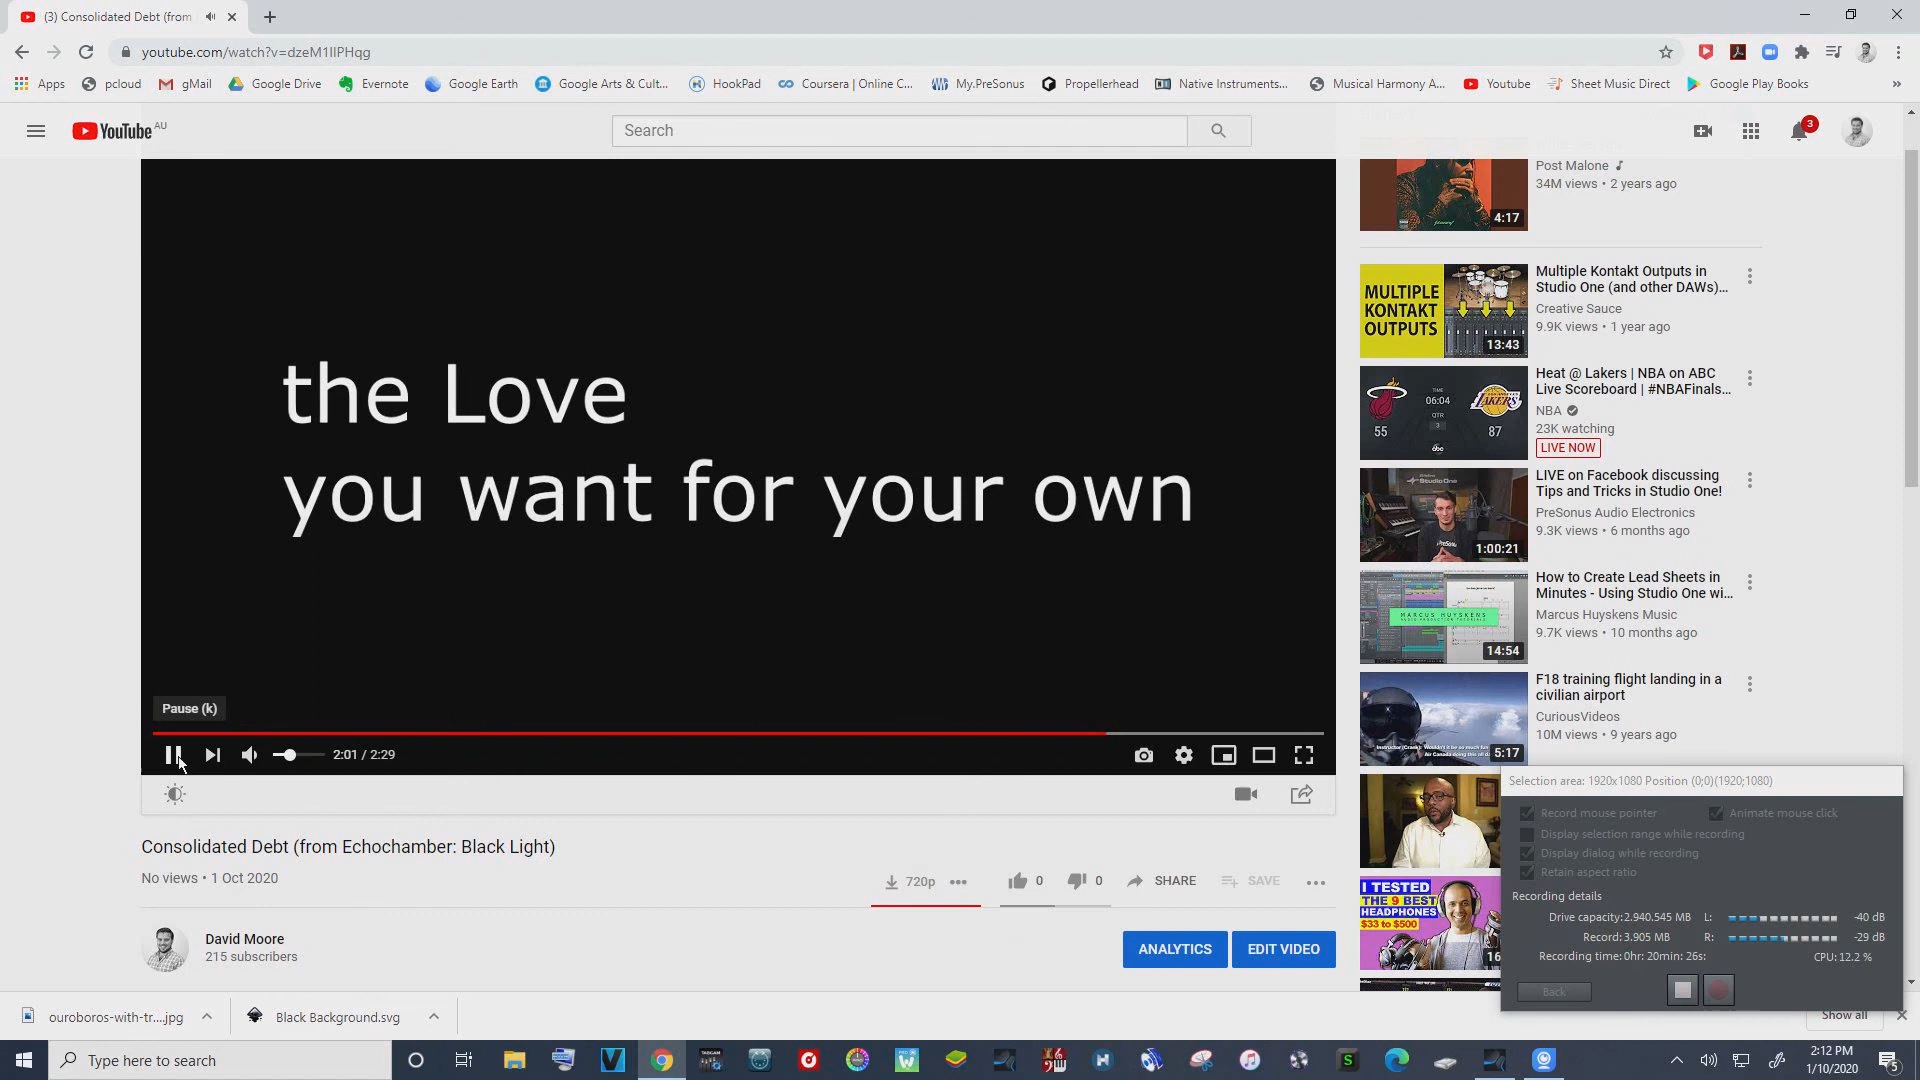 (3) Consolidated Debt (from
youtube.com/watch?v=dzeM1IIPHqg
Apps
pcloud
gMail
Google Drive
Evernote
Google Earth
Google Arts & Cult...
HookPad
Coursera | Online C...
My.PreSonus
Propellerhead
Native Instruments...
Musical Harmony A...
Youtube
Sheet Music Direct
Google Play Books
»
YouTube AU
Search
3
the Love
you want for your own
Pause (k)
2:01 / 2:29
Consolidated Debt (from Echochamber: Black Light)
No views • 1 Oct 2020
720p
0
0
SHARE
SAVE
David Moore
215 subscribers
ANALYTICS
EDIT VIDEO
Post Malone
34M views • 2 years ago
4:17
MULTIPLE
KONTAKT
OUTPUTS
13:43
Multiple Kontakt Outputs in
Studio One (and other DAWs)...
Creative Sauce
9.9K views • 1 year ago
TIME
06:04
QTR
3
55
87
LAKERS
abc
Heat @ Lakers | NBA on ABC
Live Scoreboard | #NBAFinals...
NBA
23K watching
LIVE NOW
Studio One
1:00:21
LIVE on Facebook discussing
Tips and Tricks in Studio One!
PreSonus Audio Electronics
9.3K views • 6 months ago
MARCUS HUYSKENS
14:54
How to Create Lead Sheets in
Minutes - Using Studio One wi...
Marcus Huyskens Music
9.7K views • 10 months ago
5:17
F18 training flight landing in a
civilian airport
CuriousVideos
10M views • 9 years ago
I TESTED
THE 9 BEST
HEADPHONES
$33 to $500
16
Selection area: 1920x1080 Position (0;0)(1920;1080)
Record mouse pointer
Animate mouse click
Display selection range while recording
Display dialog while recording
Retain aspect ratio
Recording details
Drive capacity: 2.940.545 MB L: -40 dB
Record: 3.905 MB R: -29 dB
Recording time: 0hr: 20min: 26s: CPU: 12.2 %
Back
ouroboros-with-tr....jpg
Black Background.svg
Show all
Type here to search
2:12 PM
1/10/2020
5